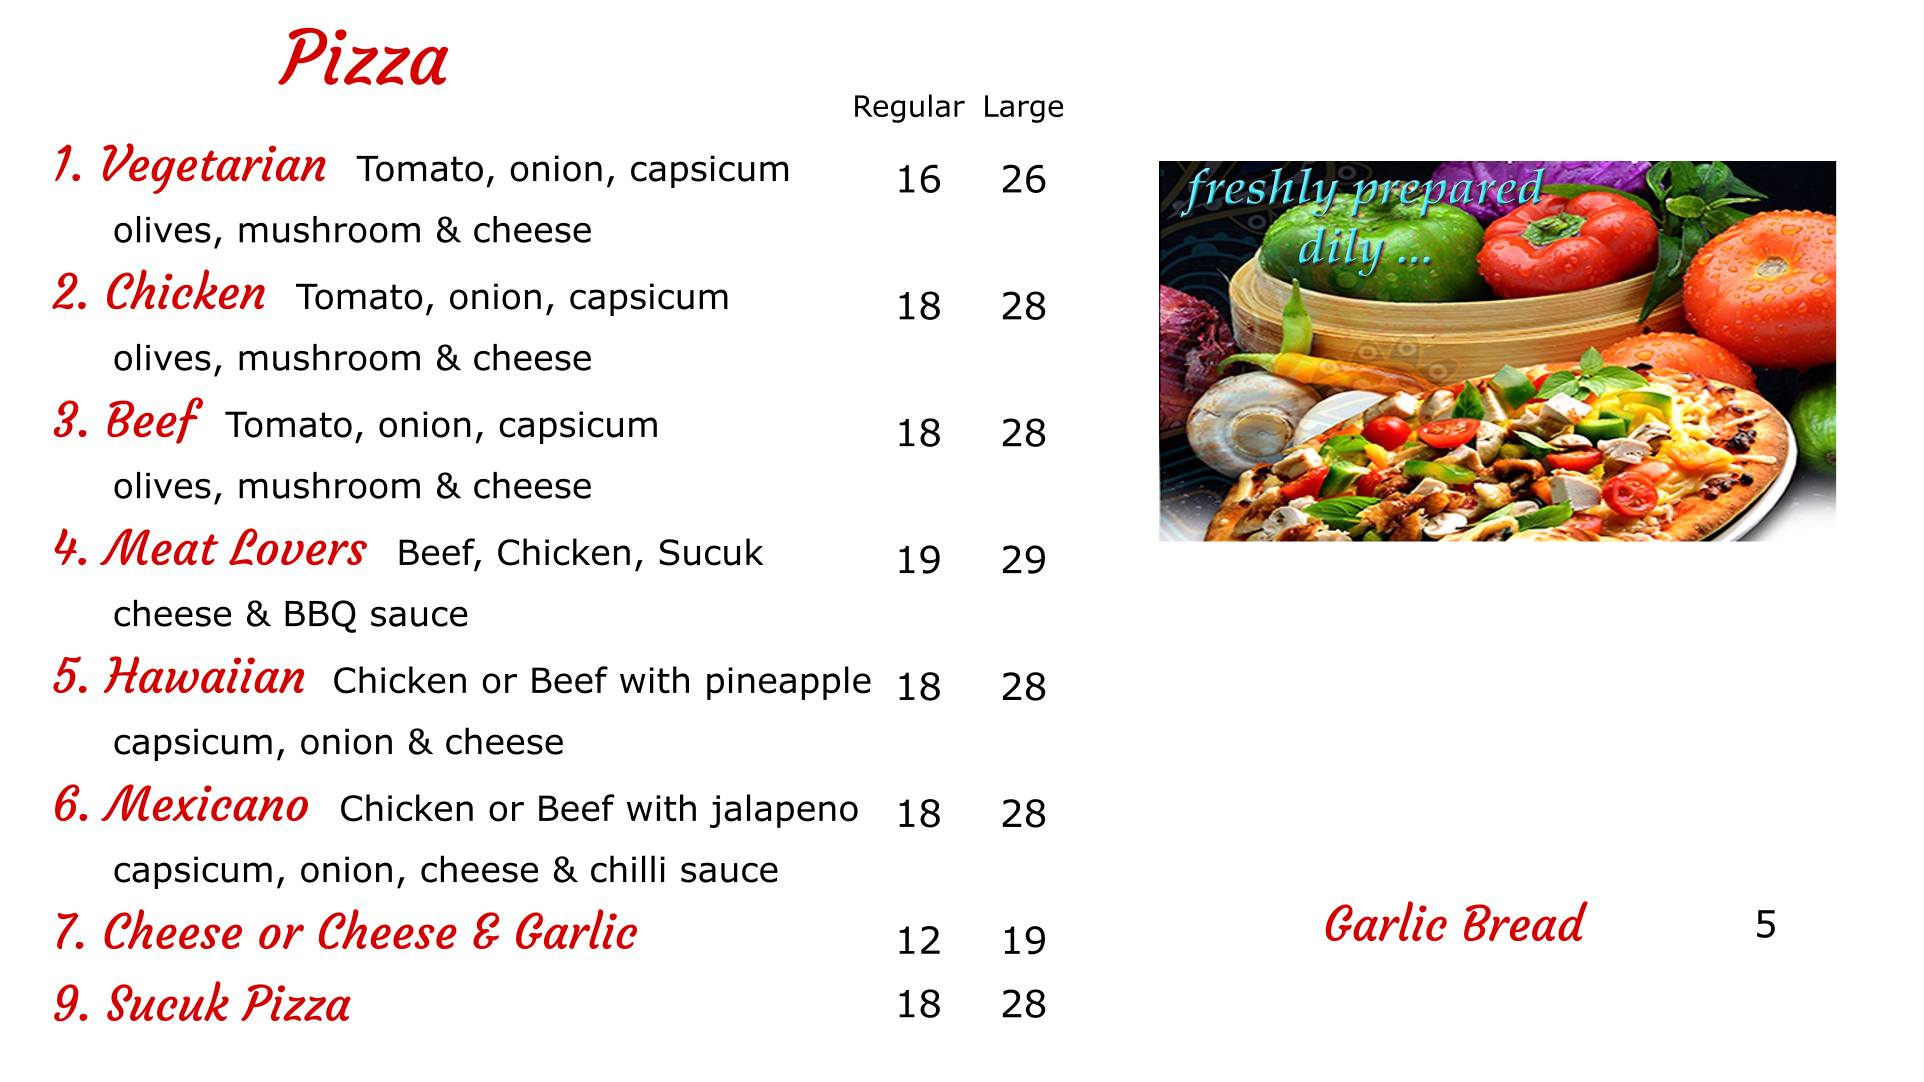 Pizza
Regular Large
1. Vegetarian Tomato, onion, capsicum 16 26
olives, mushroom & cheese
2. Chicken Tomato, onion, capsicum 18 28
olives, mushroom & cheese
3. Beef Tomato, onion, capsicum 18 28
olives, mushroom & cheese
4. Meat Lovers Beef, Chicken, Sucuk 19 29
cheese & BBQ sauce
5. Hawaiian Chicken or Beef with pineapple 18 28
capsicum, onion & cheese
6. Mexicano Chicken or Beef with jalapeno 18 28
capsicum, onion, cheese & chilli sauce
7. Cheese or Cheese & Garlic 12 19
9. Sucuk Pizza 18 28
freshly prepared
dily ...
Garlic Bread 5